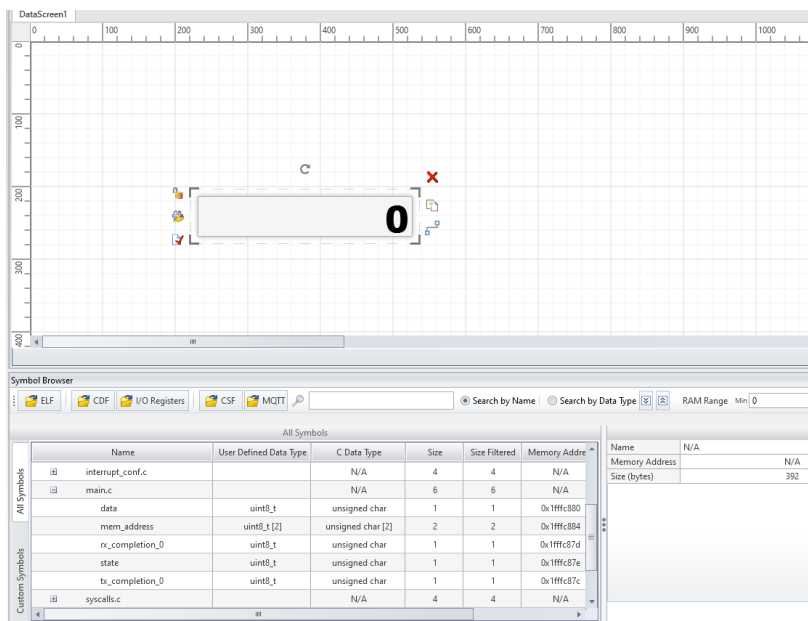 DataScreen1
0 100 200 300 400 500 600 700 800 900 1000
0
100
200
0
300
400
Symbol Browser
ELF CDF I/O Registers CSF MQTT Search by Name Search by Data Type RAM Range Min 0
All Symbols
Name User Defined Data Type C Data Type Size Size Filtered Memory Addre
interrupt_conf.c N/A 4 4 N/A
main.c N/A 6 6 N/A
data uint8_t unsigned char 1 1 0x1fffc880
mem_address uint8_t [2] unsigned char [2] 2 2 0x1fffc884
rx_completion_0 uint8_t unsigned char 1 1 0x1fffc87d
state uint8_t unsigned char 1 1 0x1fffc87e
tx_completion_0 uint8_t unsigned char 1 1 0x1fffc87c
syscalls.c N/A 4 4 N/A
All Symbols
Custom Symbols
Name N/A
Memory Address N/A
Size (bytes) 392